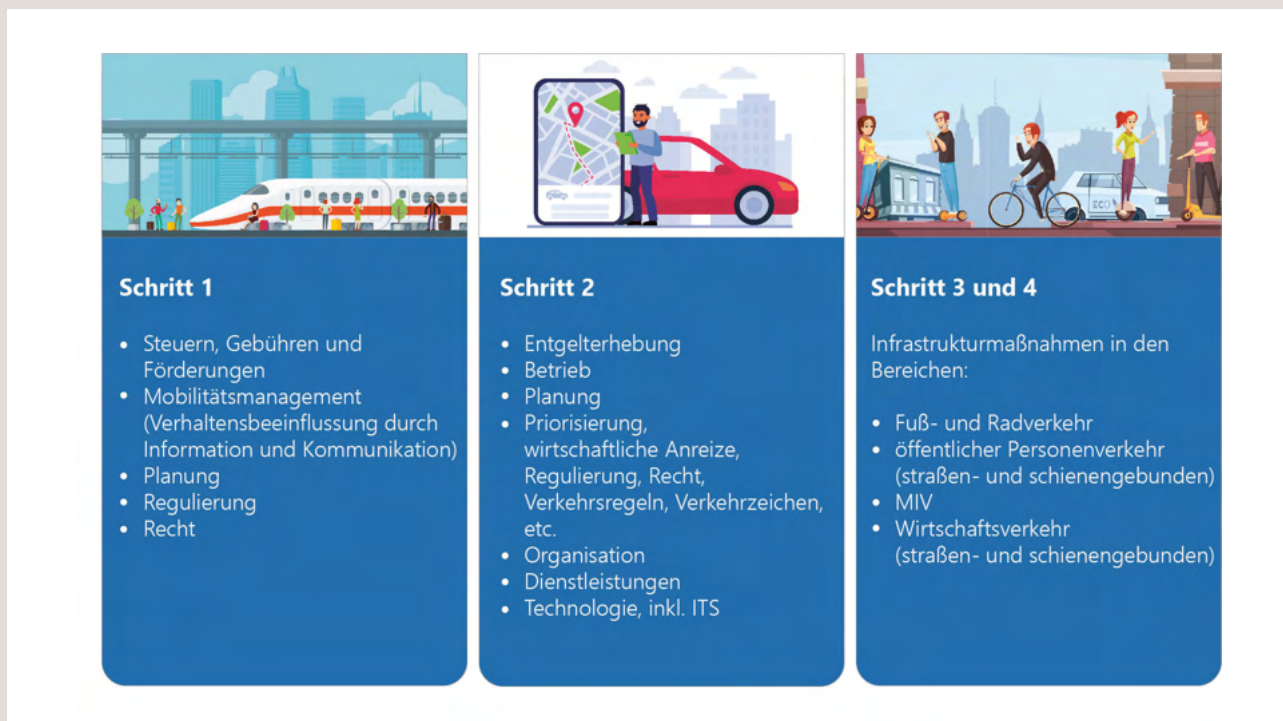 Schritt 1
• Steuern, Gebühren und
Förderungen
• Mobilitätsmanagement
(Verhaltensbeeinflussung durch
Information und Kommunikation)
• Planung
• Regulierung
• Recht
Schritt 2
• Entgelterhebung
• Betrieb
• Planung
• Priorisierung,
wirtschaftliche Anreize,
Regulierung, Recht,
Verkehrsregeln, Verkehrzeichen,
etc.
• Organisation
• Dienstleistungen
• Technologie, inkl. ITS
ECO
Schritt 3 und 4
Infrastrukturmaßnahmen in den
Bereichen:
• Fuß- und Radverkehr
• öffentlicher Personenverkehr
(straßen- und schienengebunden)
• MIV
• Wirtschaftsverkehr
(straßen- und schienengebunden)